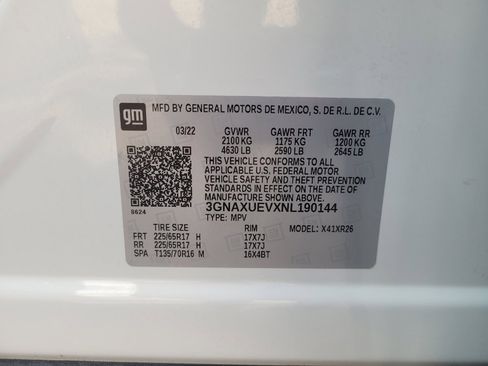 gm MFD BY GENERAL MOTORS DE MEXICO, S. DE R.L. DE C.V.
03/22 GVWR GAWR FRT GAWR RR
2100 KG 1175 KG 1200 KG
4630 LB 2590 LB 2645 LB
THIS VEHICLE CONFORMS TO ALL
APPLICABLE U.S. FEDERAL MOTOR
VEHICLE SAFETY AND THEFT PREVENTION
STANDARDS IN EFFECT ON THE DATE OF
MANUFACTURE SHOWN ABOVE.
3GNAXUEVXNL190144
S624 TYPE: MPV
TIRE SIZE RIM MODEL: X41XR26
FRT 225/65R17 H 17X7J
RR 225/65R17 H 17X7J
SPA T135/70R16 M 16X4BT